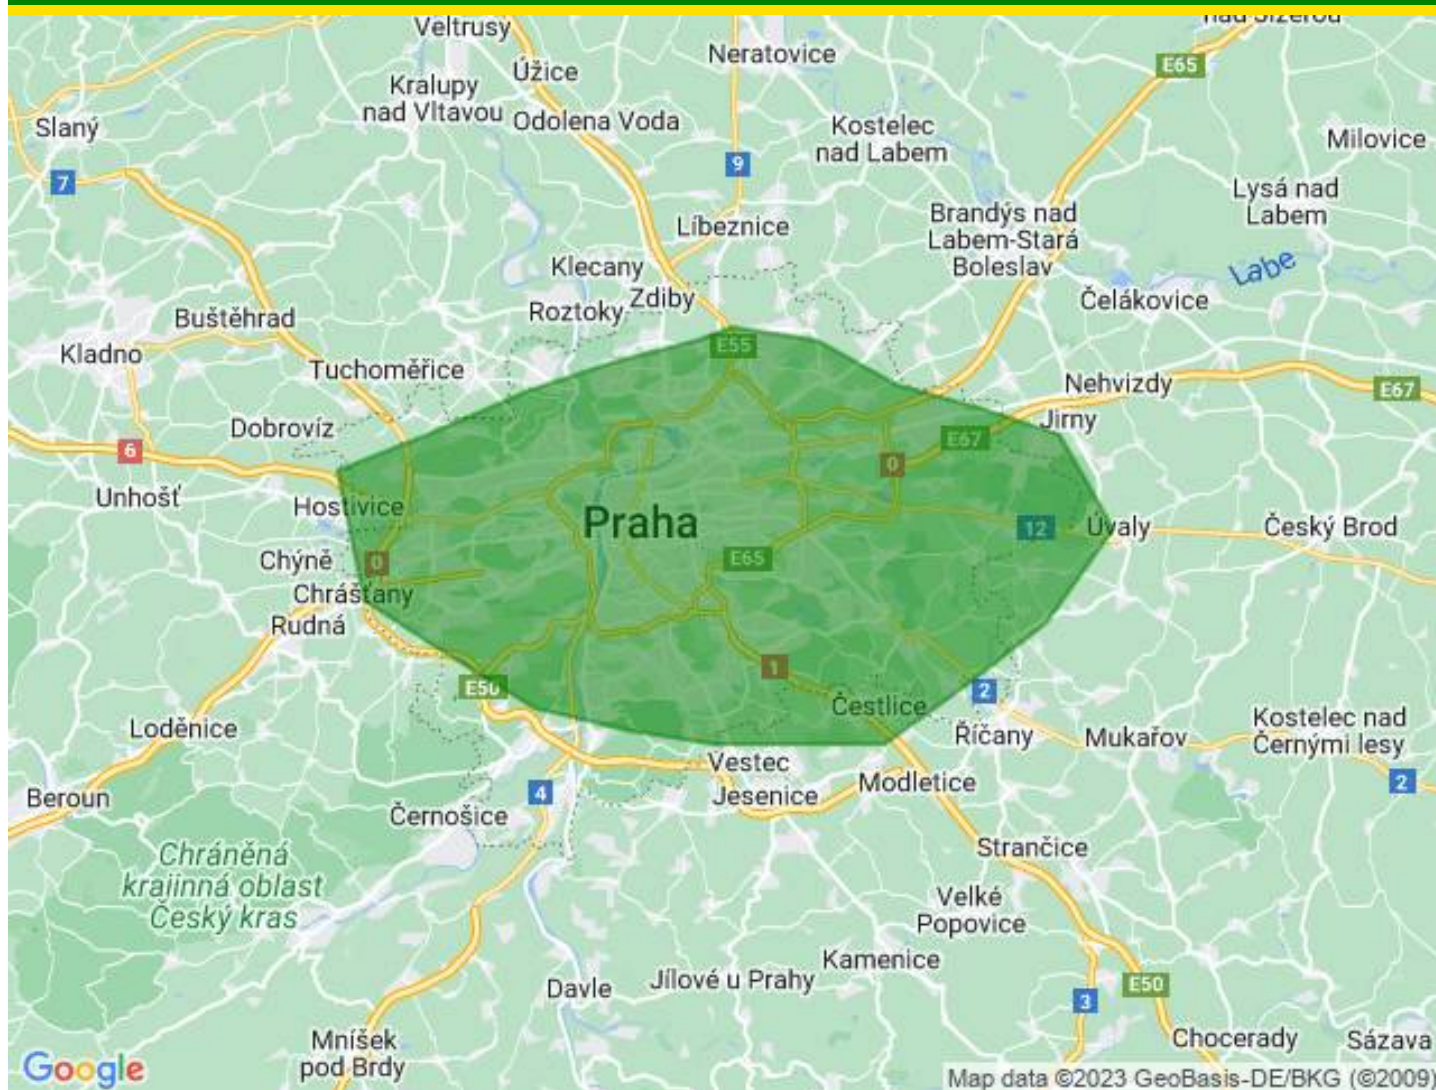 nad Jizerou
Veltrusy
Neratovice
Úžice
E65
Kralupy
nad Vltavou
Odolena Voda
Slaný
Kostelec
nad Labem
Milovice
9
7
Lysá nad
Labem
Brandýs nad
Labem-Stará
Boleslav
Líbeznice
Klecany
Labe
Zdiby
Roztoky
Čelákovice
Buštěhrad
E55
Kladno
Tuchoměřice
Nehvizdy
E67
Jirny
Dobrovíz
E67
6
0
Unhošť
Hostivice
Praha
12
Úvaly
Český Brod
Chýně
0
E65
Chrášťany
Rudná
1
E50
2
Čestlice
Loděnice
Říčany
Mukařov
Kostelec nad
Černými lesy
Vestec
Modletice
2
Beroun
4
Jesenice
Černošice
Strančice
Chráněná
krajinná oblast
Český kras
Velké
Popovice
Kamenice
Davle
Jílové u Prahy
E50
3
Mníšek
pod Brdy
Chocerady
Sázava
Google
Map data ©2023 GeoBasis-DE/BKG (©2009)